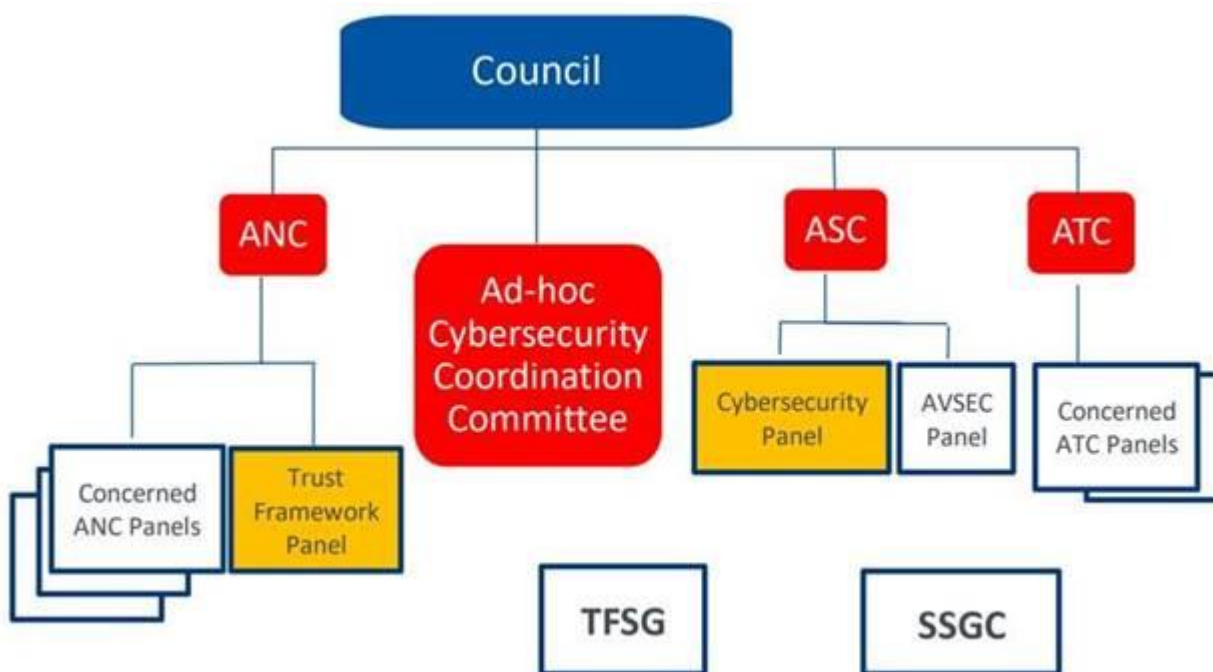 Council
ANC
ASC
ATC
Ad-hoc
Cybersecurity
Coordination
Committee
Concerned
ANC Panels
Trust
Framework
Panel
Cybersecurity
Panel
AVSEC
Panel
Concerned
ATC Panels
TFSG
SSGC